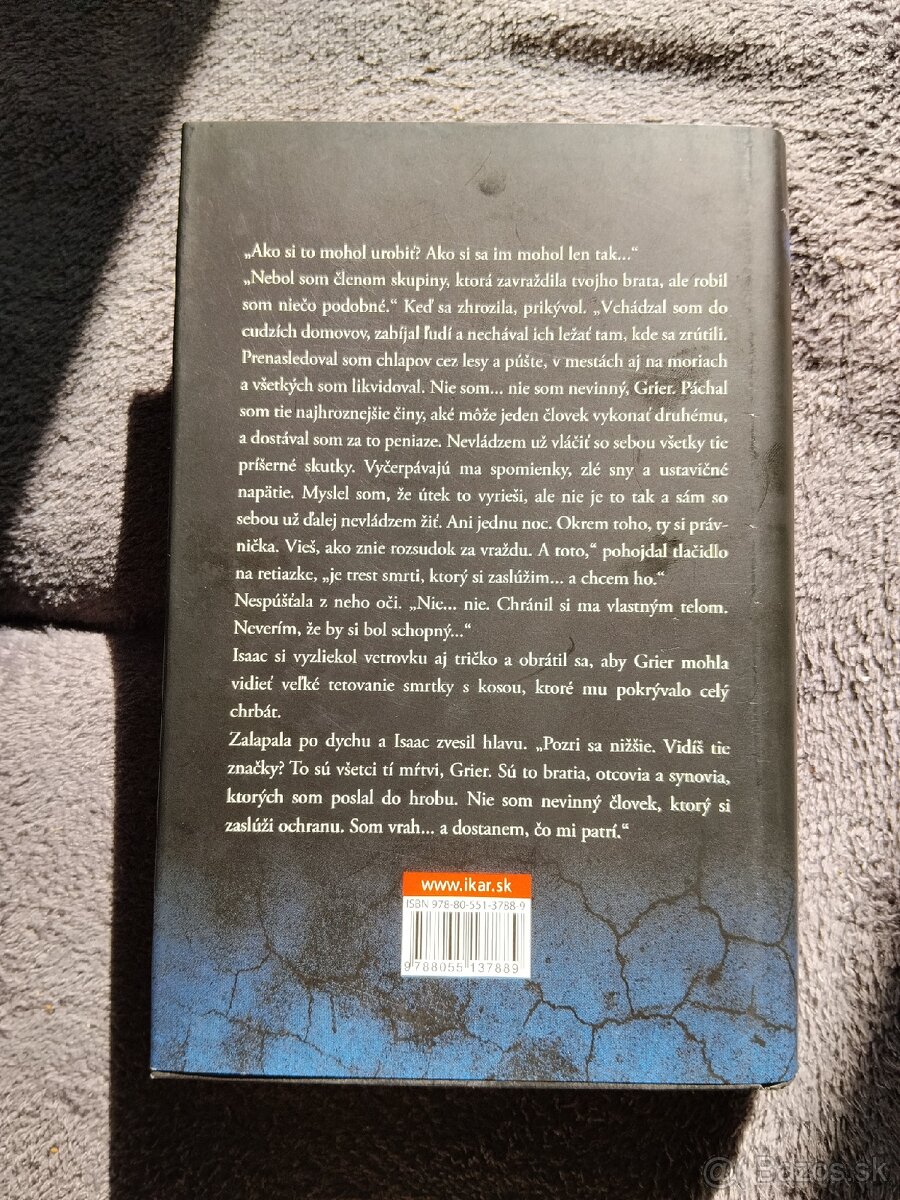 „Ako si to mohol urobiť? Ako si sa im mohol len tak...“
„Nebol som členom skupiny, ktorá zavraždila tvojho brata, ale robil
som niečo podobné.“ Keď sa zhrozila, prikývol. „Vchádzal som do
cudzích domovov, zabíjal ľudí a nechával ich ležať tam, kde sa zrútili.
Prenasledoval som chlapov cez lesy a púšte, v mestách aj na moriach
a všetkých som likvidoval. Nie som... nie som nevinný, Grier. Páchal
som tie najhroznejšie činy, aké môže jeden človek vykonať druhému,
a dostával som za to peniaze. Nevládzem už vláčiť so sebou všetky tie
príšerné skutky. Vyčerpávajú ma spomienky, zlé sny a ustavičné
napätie. Myslel som, že útek to vyrieši, ale nie je to tak a sám so
sebou už ďalej nevládzem žiť. Ani jednu noc. Okrem toho, ty si práv-
nička. Vieš, ako znie rozsudok za vraždu. A toto,“ pohojdal tlačidlo
na retiazke, „je trest smrti, ktorý si zaslúžim... a chcem ho.“
Nespúšťala z neho oči. „Nie... nie. Chránil si ma vlastným telom.
Neverím, že by si bol schopný...“
Isaac si vyzliekol vetrovku aj tričko a obrátil sa, aby Grier mohla
vidieť veľké tetovanie smrtky s kosou, ktoré mu pokrývalo celý
chrbát.
Zalapala po dychu a Isaac zvesil hlavu. „Pozri sa nižšie. Vidíš tie
značky? To sú všetci tí mŕtvi, Grier. Sú to bratia, otcovia a synovia,
ktorých som poslal do hrobu. Nie som nevinný človek, ktorý si
zaslúži ochranu. Som vrah... a dostanem, čo mi patrí.“
www.ikar.sk
ISBN 978-80-551-3788-9
9 788055 137889
© Bazos.sk